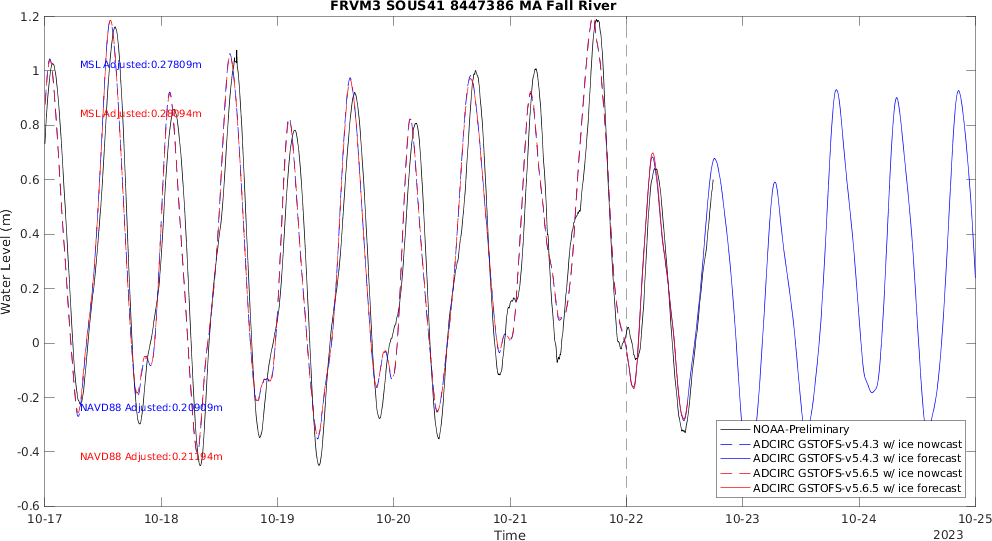 FRVM3 SOUS41 8447386 MA Fall River
1.2
1
0.8
0.6
0.4
0.2
0
-0.2
-0.4
-0.6
Water Level (m)
MSL Adjusted:0.27809m
MSL Adjusted:0.28094m
NAVD88 Adjusted:0.20909m
NAVD88 Adjusted:0.21194m
NOAA-Preliminary
ADCIRC GSTOFS-v5.4.3 w/ ice nowcast
ADCIRC GSTOFS-v5.4.3 w/ ice forecast
ADCIRC GSTOFS-v5.6.5 w/ ice nowcast
ADCIRC GSTOFS-v5.6.5 w/ ice forecast
10-17 10-18 10-19 10-20 10-21 10-22 10-23 10-24 10-25
Time
2023